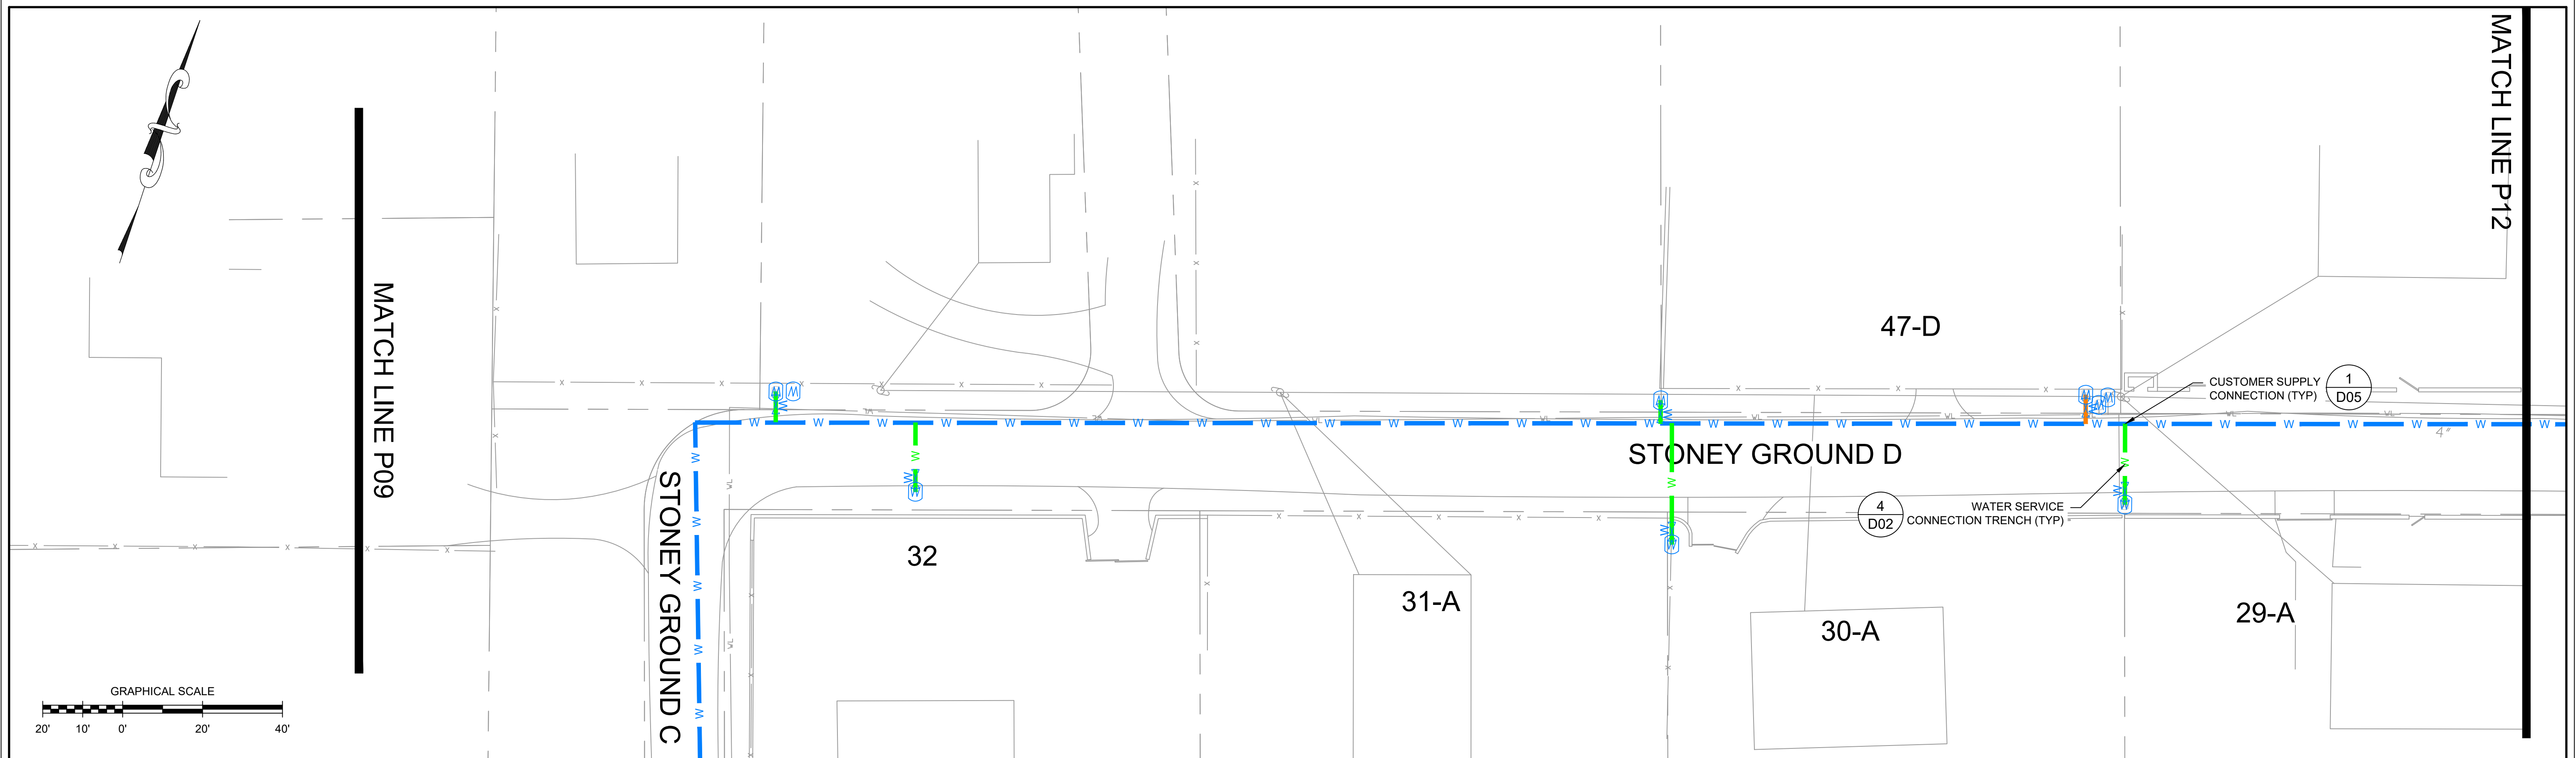 MATCH LINE P09
MATCH LINE P12
47-D
CUSTOMER SUPPLY
CONNECTION (TYP)
1
D05
STONEY GROUND D
4"
STONEY GROUND C
4
D02
WATER SERVICE
CONNECTION TRENCH (TYP)
32
31-A
30-A
29-A
GRAPHICAL SCALE
20' 10' 0' 20' 40'